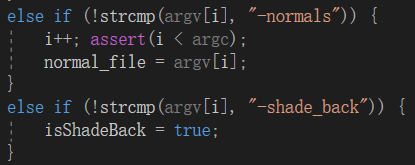 else if (!strcmp(argv[i], "-normals")) {
    i++; assert(i < argc);
    normal_file = argv[i];
}
else if (!strcmp(argv[i], "-shade_back")) {
    isShadeBack = true;
}